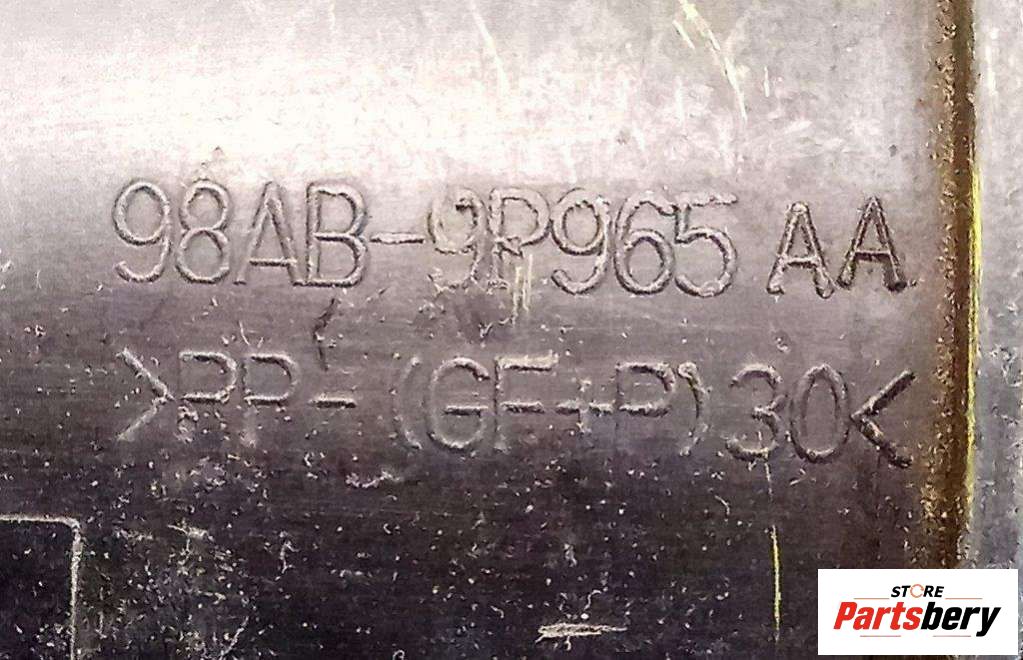 98AB-9P965 AA
>PP-(GF+P)30<
STORE
Partsbery